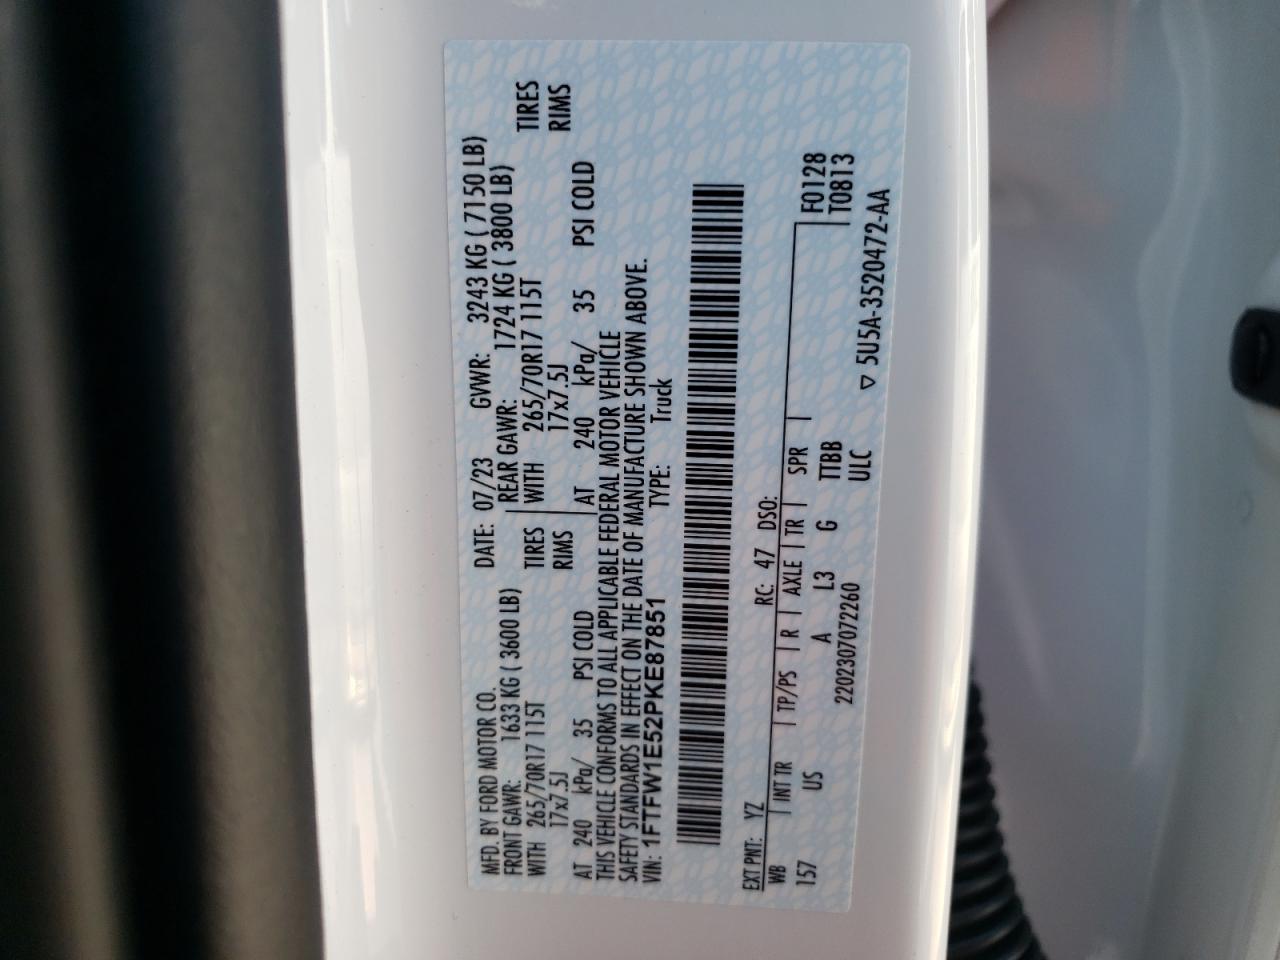 MFD. BY FORD MOTOR CO. DATE: 07/23 GVWR: 3243 KG ( 7150 LB)
FRONT GAWR: 1633 KG ( 3600 LB) REAR GAWR: 1724 KG ( 3800 LB)
WITH 265/70R17 115T TIRES WITH 265/70R17 115T TIRES
17x7.5J RIMS 17x7.5J RIMS
AT 240 kPa/ 35 PSI COLD AT 240 kPa/ 35 PSI COLD
THIS VEHICLE CONFORMS TO ALL APPLICABLE FEDERAL MOTOR VEHICLE
SAFETY STANDARDS IN EFFECT ON THE DATE OF MANUFACTURE SHOWN ABOVE.
VIN: 1FTFW1E52PKE87851 TYPE: Truck
EXT PNT: YZ RC: 47 DSO:
WB INT TR TP/PS R AXLE TR SPR F0128
157 US A L3 G TTBB T0813
2202307072260 ULC ▽ 5U5A-3520472-AA